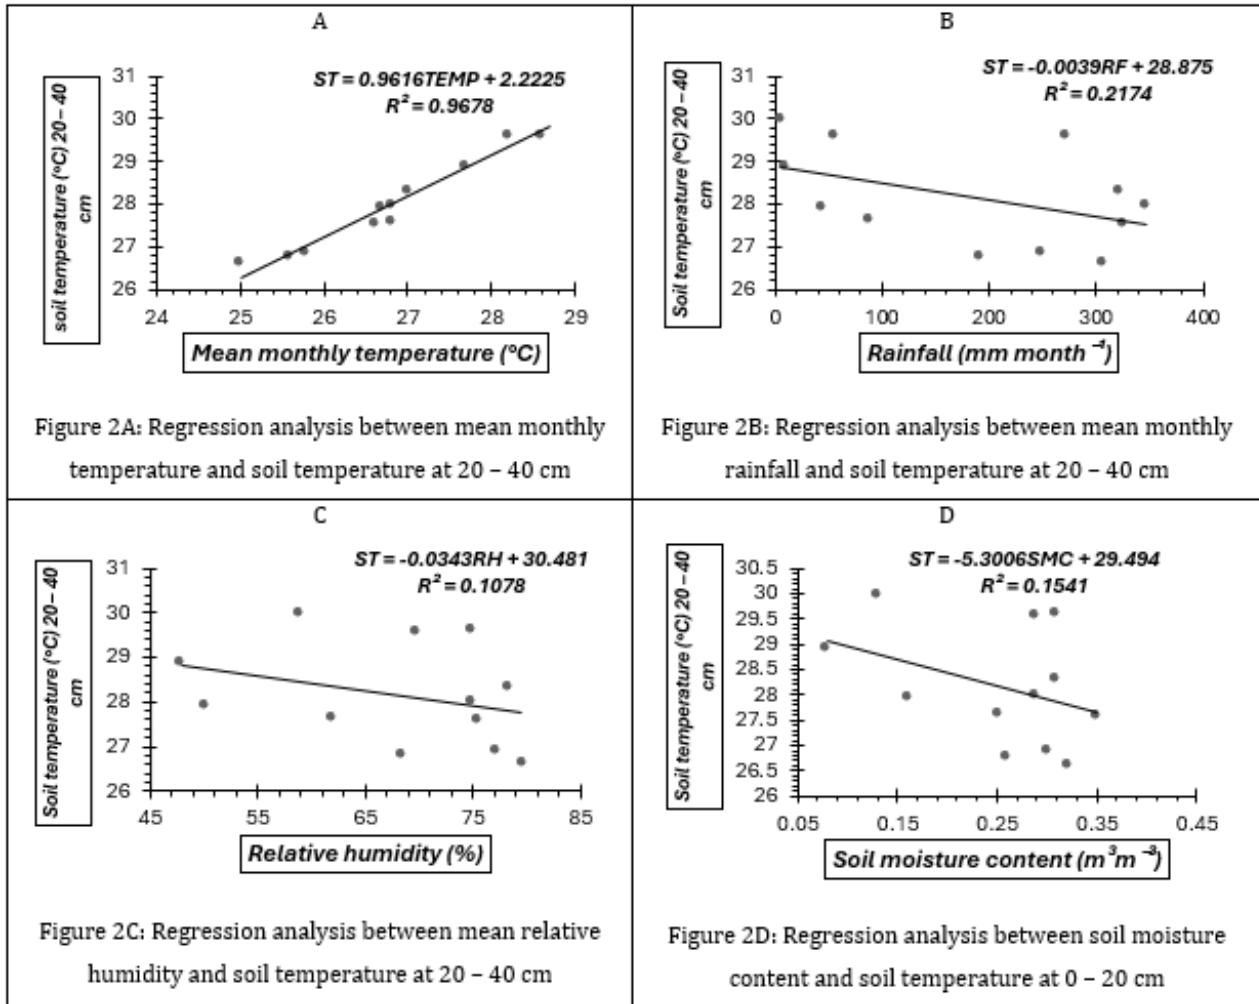 A
ST = 0.9616TEMP + 2.2225
R² = 0.9678
soil temperature (°C) 20 – 40
cm
31
30
29
28
27
26
24
25
26
27
28
29
Mean monthly temperature (°C)
Figure 2A: Regression analysis between mean monthly
temperature and soil temperature at 20 – 40 cm
B
ST = -0.0039RF + 28.875
R² = 0.2174
Soil temperature (°C) 20 – 40
cm
31
30
29
28
27
26
0
100
200
300
400
Rainfall (mm month⁻¹)
Figure 2B: Regression analysis between mean monthly
rainfall and soil temperature at 20 – 40 cm
C
ST = -0.0343RH + 30.481
R² = 0.1078
Soil temperature (°C) 20 – 40
cm
31
30
29
28
27
26
45
55
65
75
85
Relative humidity (%)
Figure 2C: Regression analysis between mean relative
humidity and soil temperature at 20 – 40 cm
D
ST = -5.3006SMC + 29.494
R² = 0.1541
Soil temperature (°C) 20 – 40
cm
30.5
30
29.5
29
28.5
28
27.5
27
26.5
26
0.05
0.15
0.25
0.35
0.45
Soil moisture content (m³m⁻³)
Figure 2D: Regression analysis between soil moisture
content and soil temperature at 0 – 20 cm